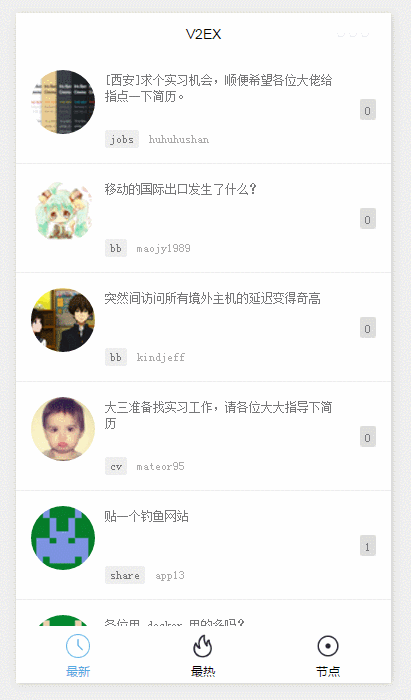 V2EX
[西安]求个实习机会，顺便希望各位大佬给
指点一下简历。
0
jobs huhuhushan
移动的国际出口发生了什么？
0
bb maojy1989
突然间访问所有境外主机的延迟变得奇高
0
bb kindjeff
大三准备找实习工作，请各位大大指导下简
历
0
cv mateor95
贴一个钓鱼网站
1
share app13
各位用 docker 用的多吗？
最新 最热 节点